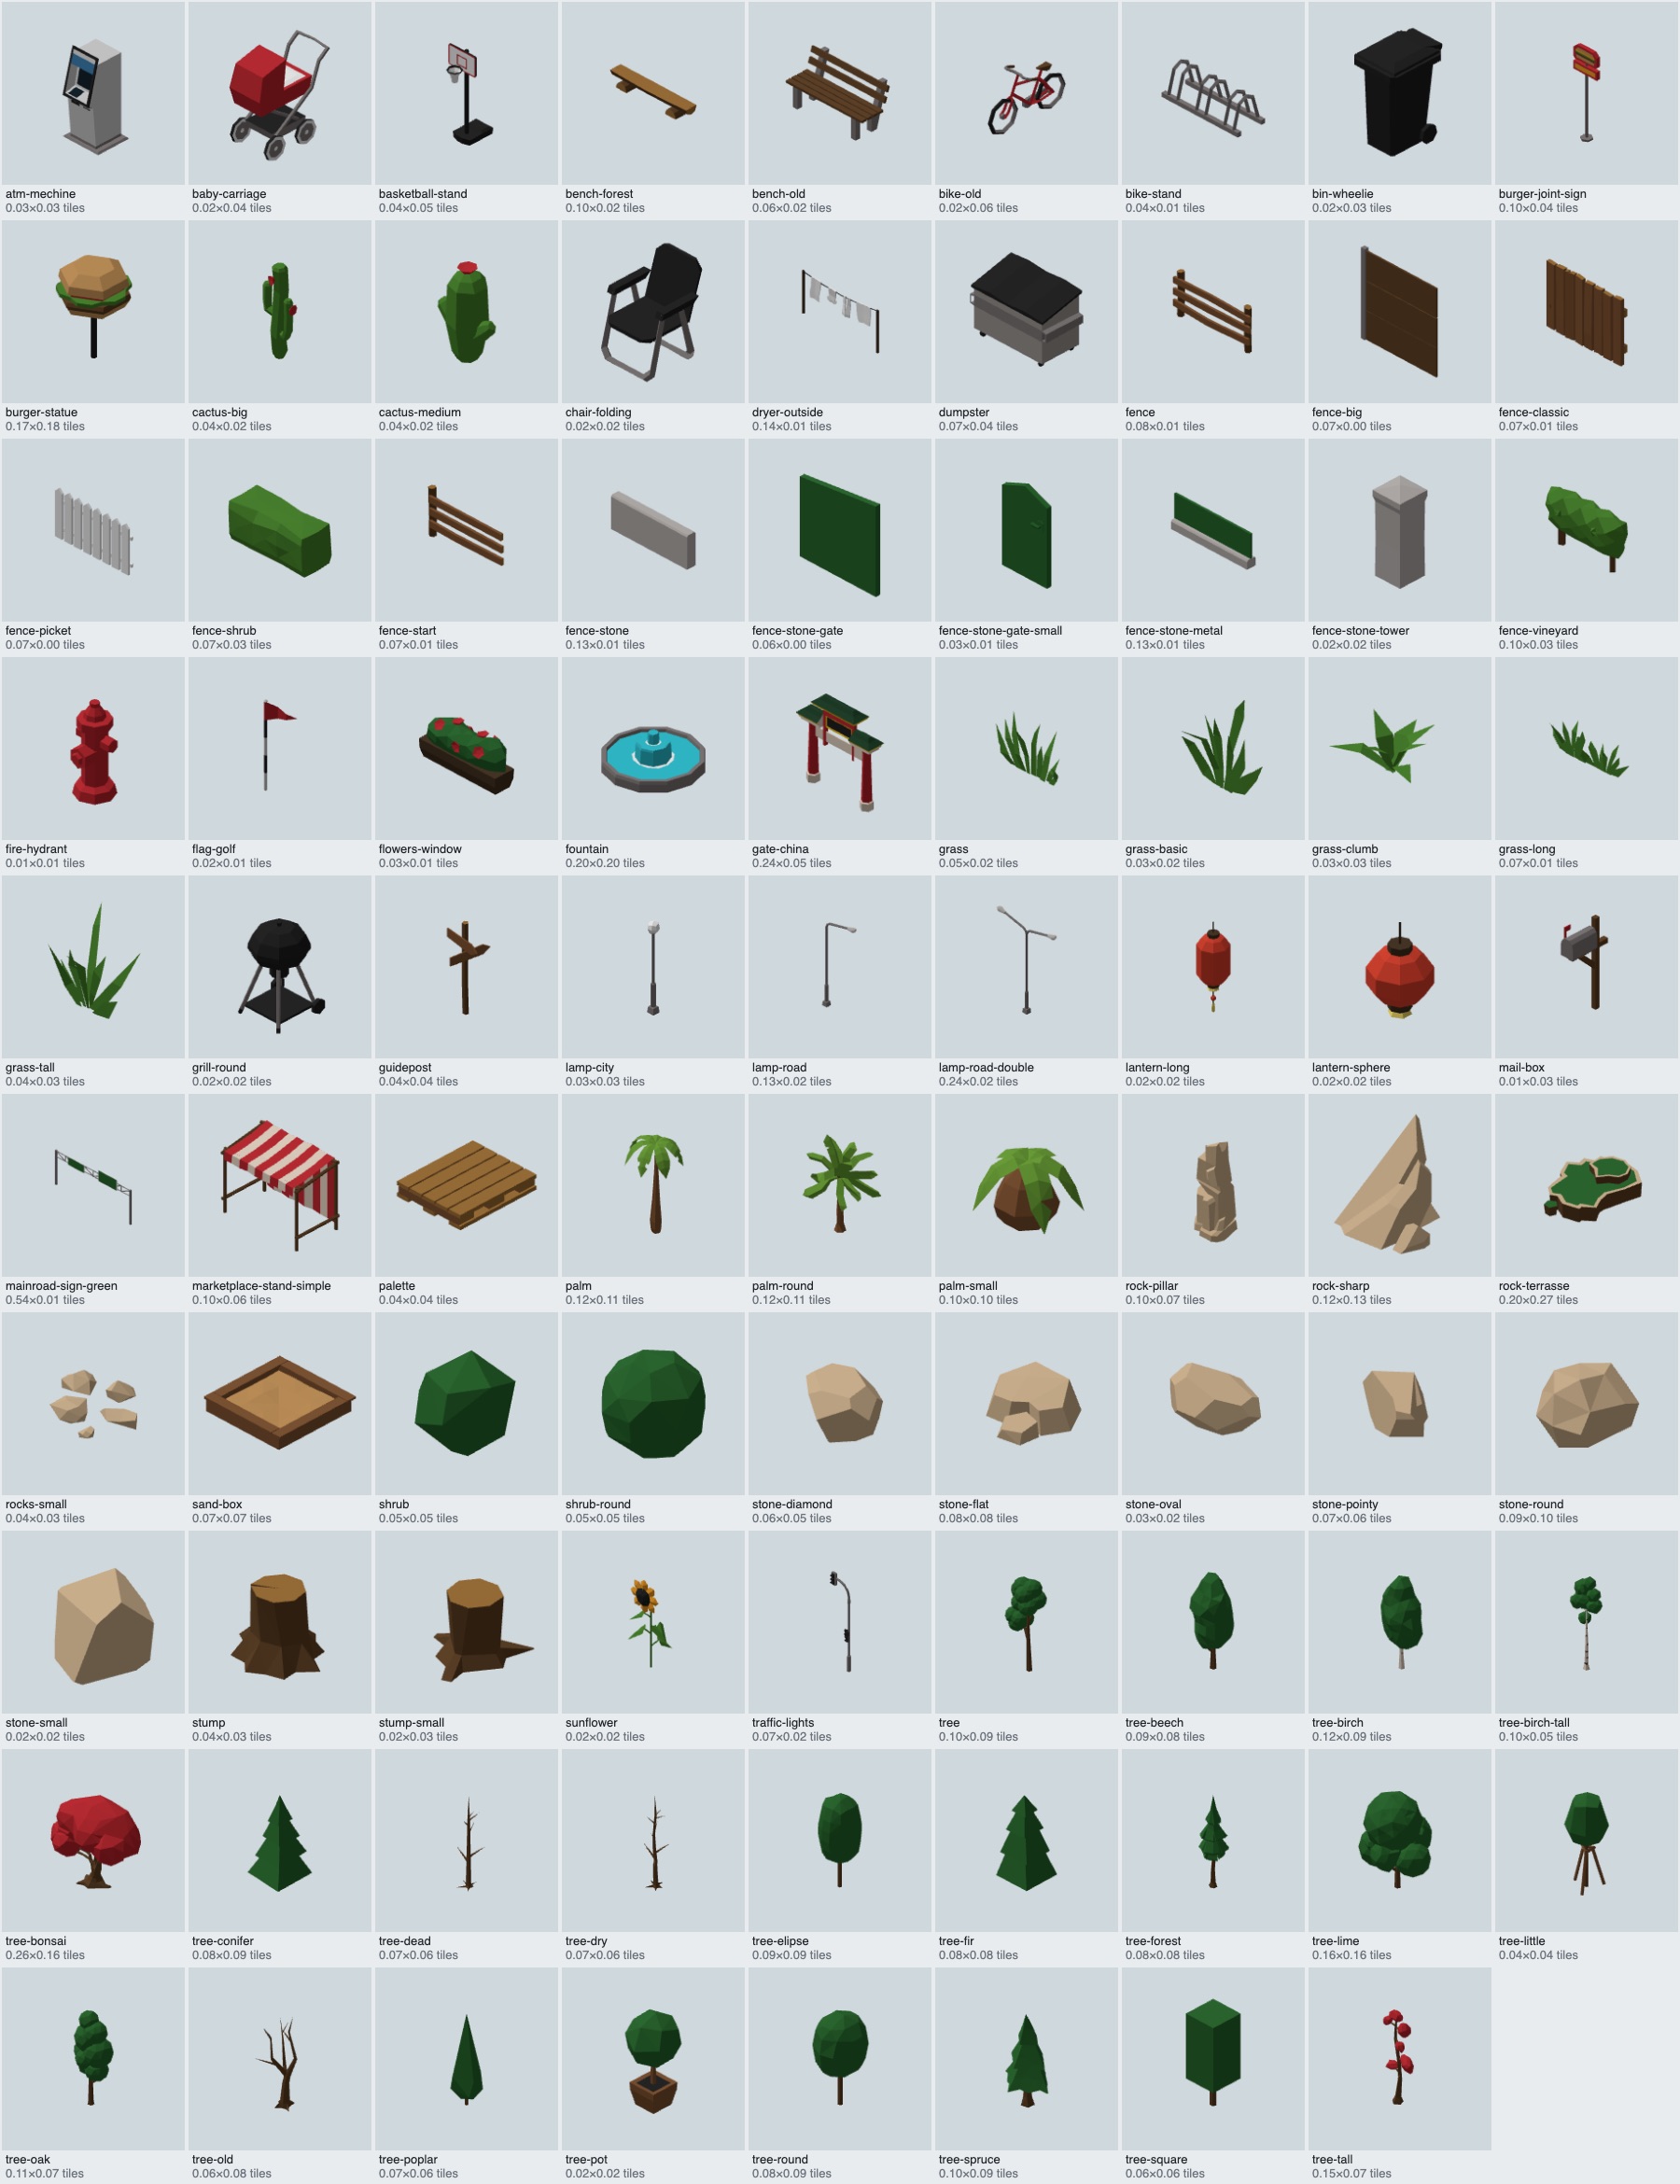 atm-mechine
0.03×0.03 tiles
baby-carriage
0.02×0.04 tiles
basketball-stand
0.04×0.05 tiles
bench-forest
0.10×0.02 tiles
bench-old
0.06×0.02 tiles
bike-old
0.02×0.06 tiles
bike-stand
0.04×0.01 tiles
bin-wheelie
0.02×0.03 tiles
burger-joint-sign
0.10×0.04 tiles
burger-statue
0.17×0.18 tiles
cactus-big
0.04×0.02 tiles
cactus-medium
0.04×0.02 tiles
chair-folding
0.02×0.02 tiles
dryer-outside
0.14×0.01 tiles
dumpster
0.07×0.04 tiles
fence
0.08×0.01 tiles
fence-big
0.07×0.00 tiles
fence-classic
0.07×0.01 tiles
fence-picket
0.07×0.00 tiles
fence-shrub
0.07×0.03 tiles
fence-start
0.07×0.01 tiles
fence-stone
0.13×0.01 tiles
fence-stone-gate
0.06×0.00 tiles
fence-stone-gate-small
0.03×0.01 tiles
fence-stone-metal
0.13×0.01 tiles
fence-stone-tower
0.02×0.02 tiles
fence-vineyard
0.10×0.03 tiles
fire-hydrant
0.01×0.01 tiles
flag-golf
0.02×0.01 tiles
flowers-window
0.03×0.01 tiles
fountain
0.20×0.20 tiles
gate-china
0.24×0.05 tiles
grass
0.05×0.02 tiles
grass-basic
0.03×0.02 tiles
grass-clumb
0.03×0.03 tiles
grass-long
0.07×0.01 tiles
grass-tall
0.04×0.03 tiles
grill-round
0.02×0.02 tiles
guidepost
0.04×0.04 tiles
lamp-city
0.03×0.03 tiles
lamp-road
0.13×0.02 tiles
lamp-road-double
0.24×0.02 tiles
lantern-long
0.02×0.02 tiles
lantern-sphere
0.02×0.02 tiles
mail-box
0.01×0.03 tiles
mainroad-sign-green
0.54×0.01 tiles
marketplace-stand-simple
0.10×0.06 tiles
palette
0.04×0.04 tiles
palm
0.12×0.11 tiles
palm-round
0.12×0.11 tiles
palm-small
0.10×0.10 tiles
rock-pillar
0.10×0.07 tiles
rock-sharp
0.12×0.13 tiles
rock-terrasse
0.20×0.27 tiles
rocks-small
0.04×0.03 tiles
sand-box
0.07×0.07 tiles
shrub
0.05×0.05 tiles
shrub-round
0.05×0.05 tiles
stone-diamond
0.06×0.05 tiles
stone-flat
0.08×0.08 tiles
stone-oval
0.03×0.02 tiles
stone-pointy
0.07×0.06 tiles
stone-round
0.09×0.10 tiles
stone-small
0.02×0.02 tiles
stump
0.04×0.03 tiles
stump-small
0.02×0.03 tiles
sunflower
0.02×0.02 tiles
traffic-lights
0.07×0.02 tiles
tree
0.10×0.09 tiles
tree-beech
0.09×0.08 tiles
tree-birch
0.12×0.09 tiles
tree-birch-tall
0.10×0.05 tiles
tree-bonsai
0.26×0.16 tiles
tree-conifer
0.08×0.09 tiles
tree-dead
0.07×0.06 tiles
tree-dry
0.07×0.06 tiles
tree-elipse
0.09×0.09 tiles
tree-fir
0.08×0.08 tiles
tree-forest
0.08×0.08 tiles
tree-lime
0.16×0.16 tiles
tree-little
0.04×0.04 tiles
tree-oak
0.11×0.07 tiles
tree-old
0.06×0.08 tiles
tree-poplar
0.07×0.06 tiles
tree-pot
0.02×0.02 tiles
tree-round
0.08×0.09 tiles
tree-spruce
0.10×0.09 tiles
tree-square
0.06×0.06 tiles
tree-tall
0.15×0.07 tiles